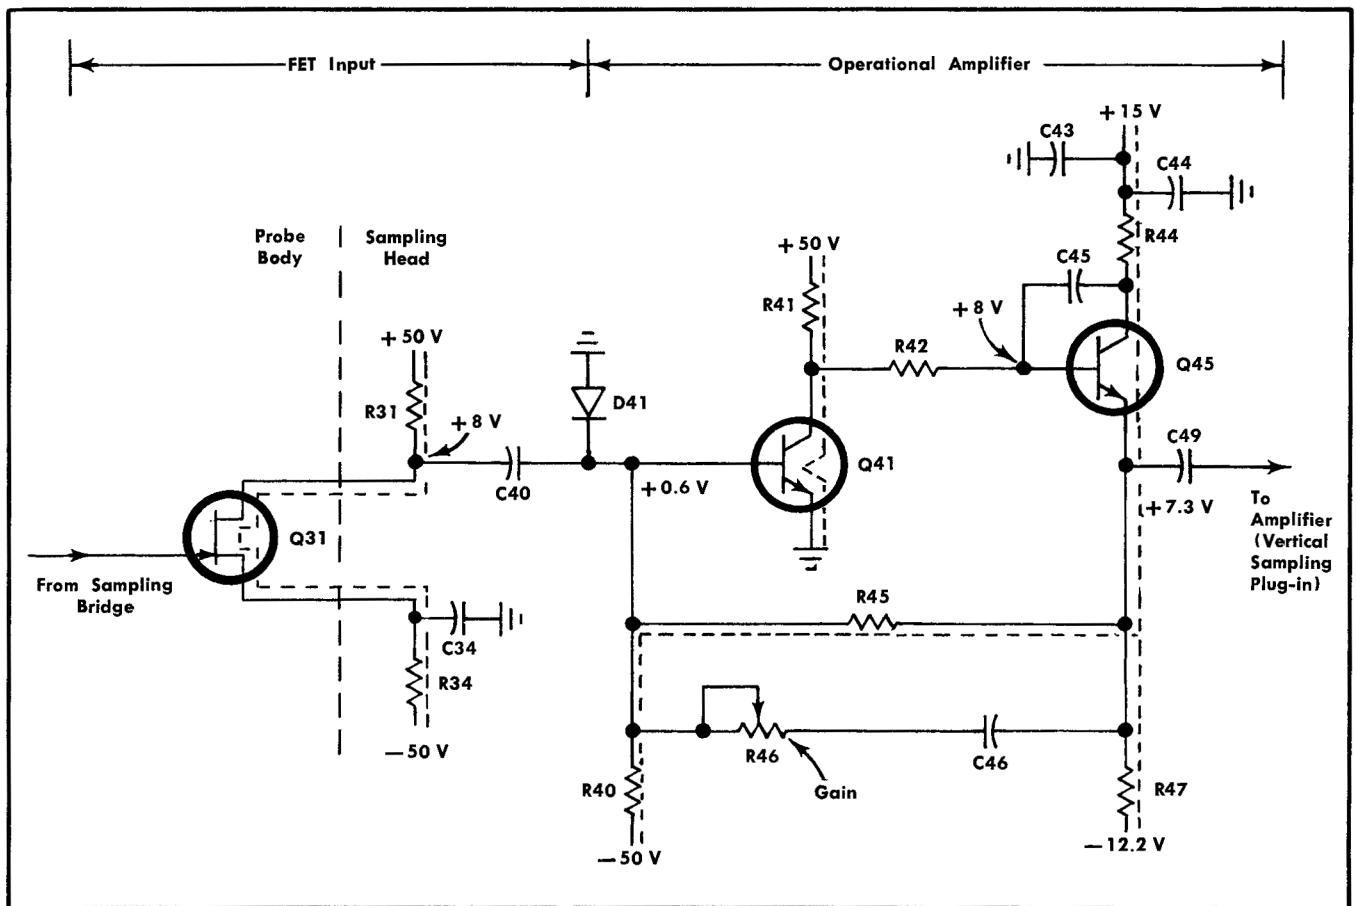 FET Input
Operational Amplifier
+ 15 V
C43
C44
Probe
Body
Sampling
Head
+ 50 V
R44
C45
R41
+ 8 V
+ 50 V
R42
Q45
R31
+ 8 V
D41
C49
Q41
C40
+ 0.6 V
+ 7.3 V
To
Amplifier
(Vertical
Sampling
Plug-in)
Q31
From Sampling
Bridge
R45
C34
R34
— 50 V
R46
C46
R40
Gain
R47
— 50 V
— 12.2 V